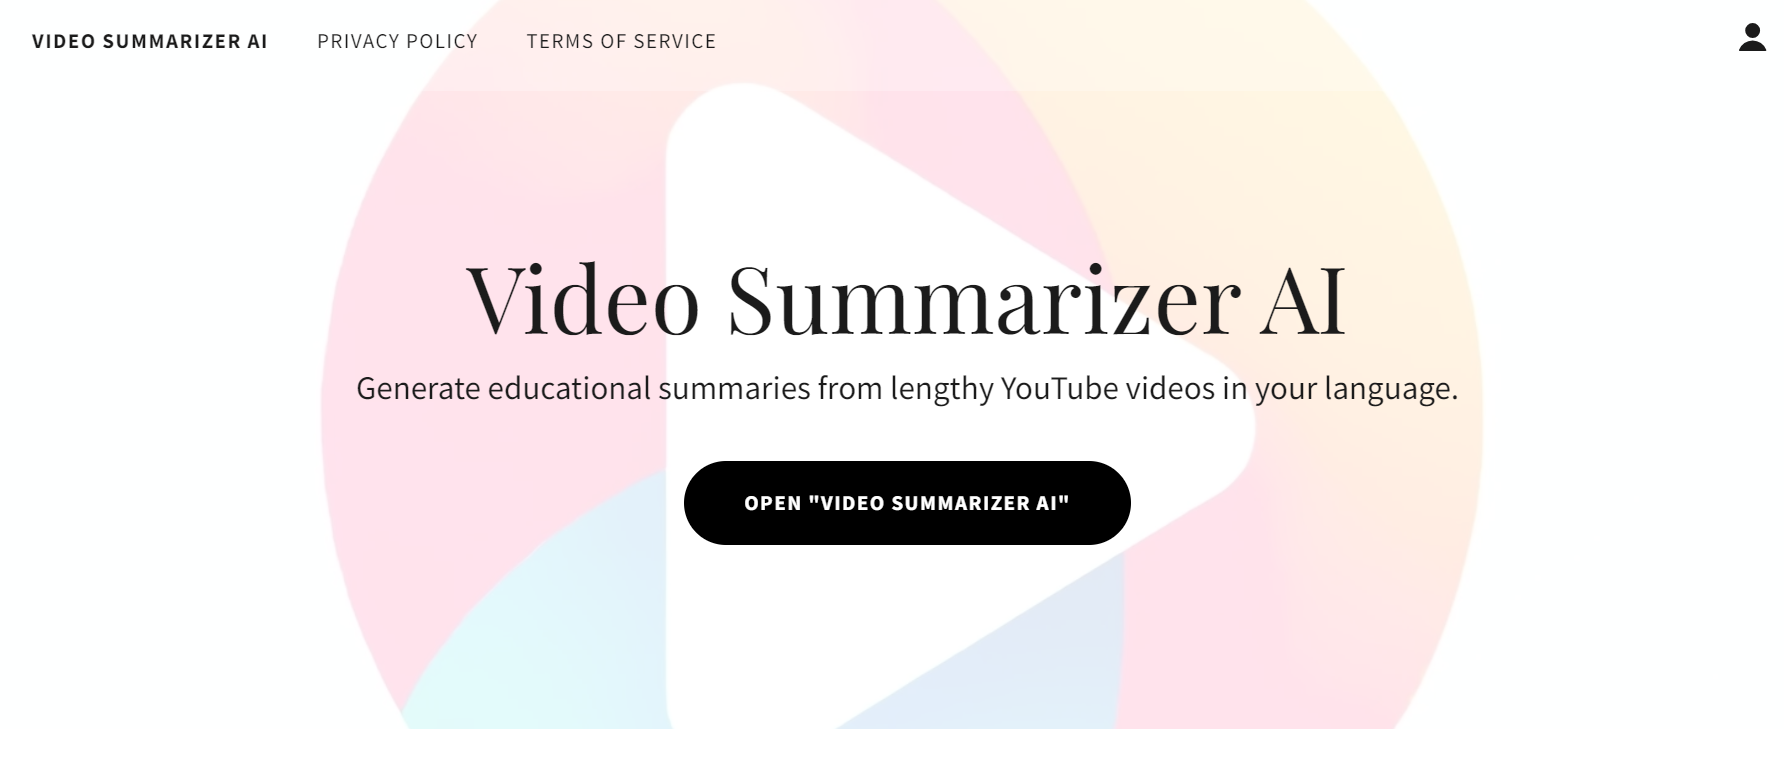 VIDEO SUMMARIZER AI PRIVACY POLICY TERMS OF SERVICE
Video Summarizer AI
Generate educational summaries from lengthy YouTube videos in your language.
OPEN "VIDEO SUMMARIZER AI"